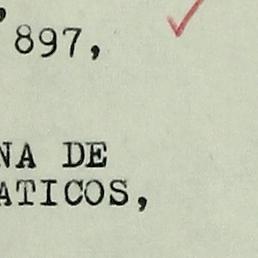 897,
NA DE
ATICOS,